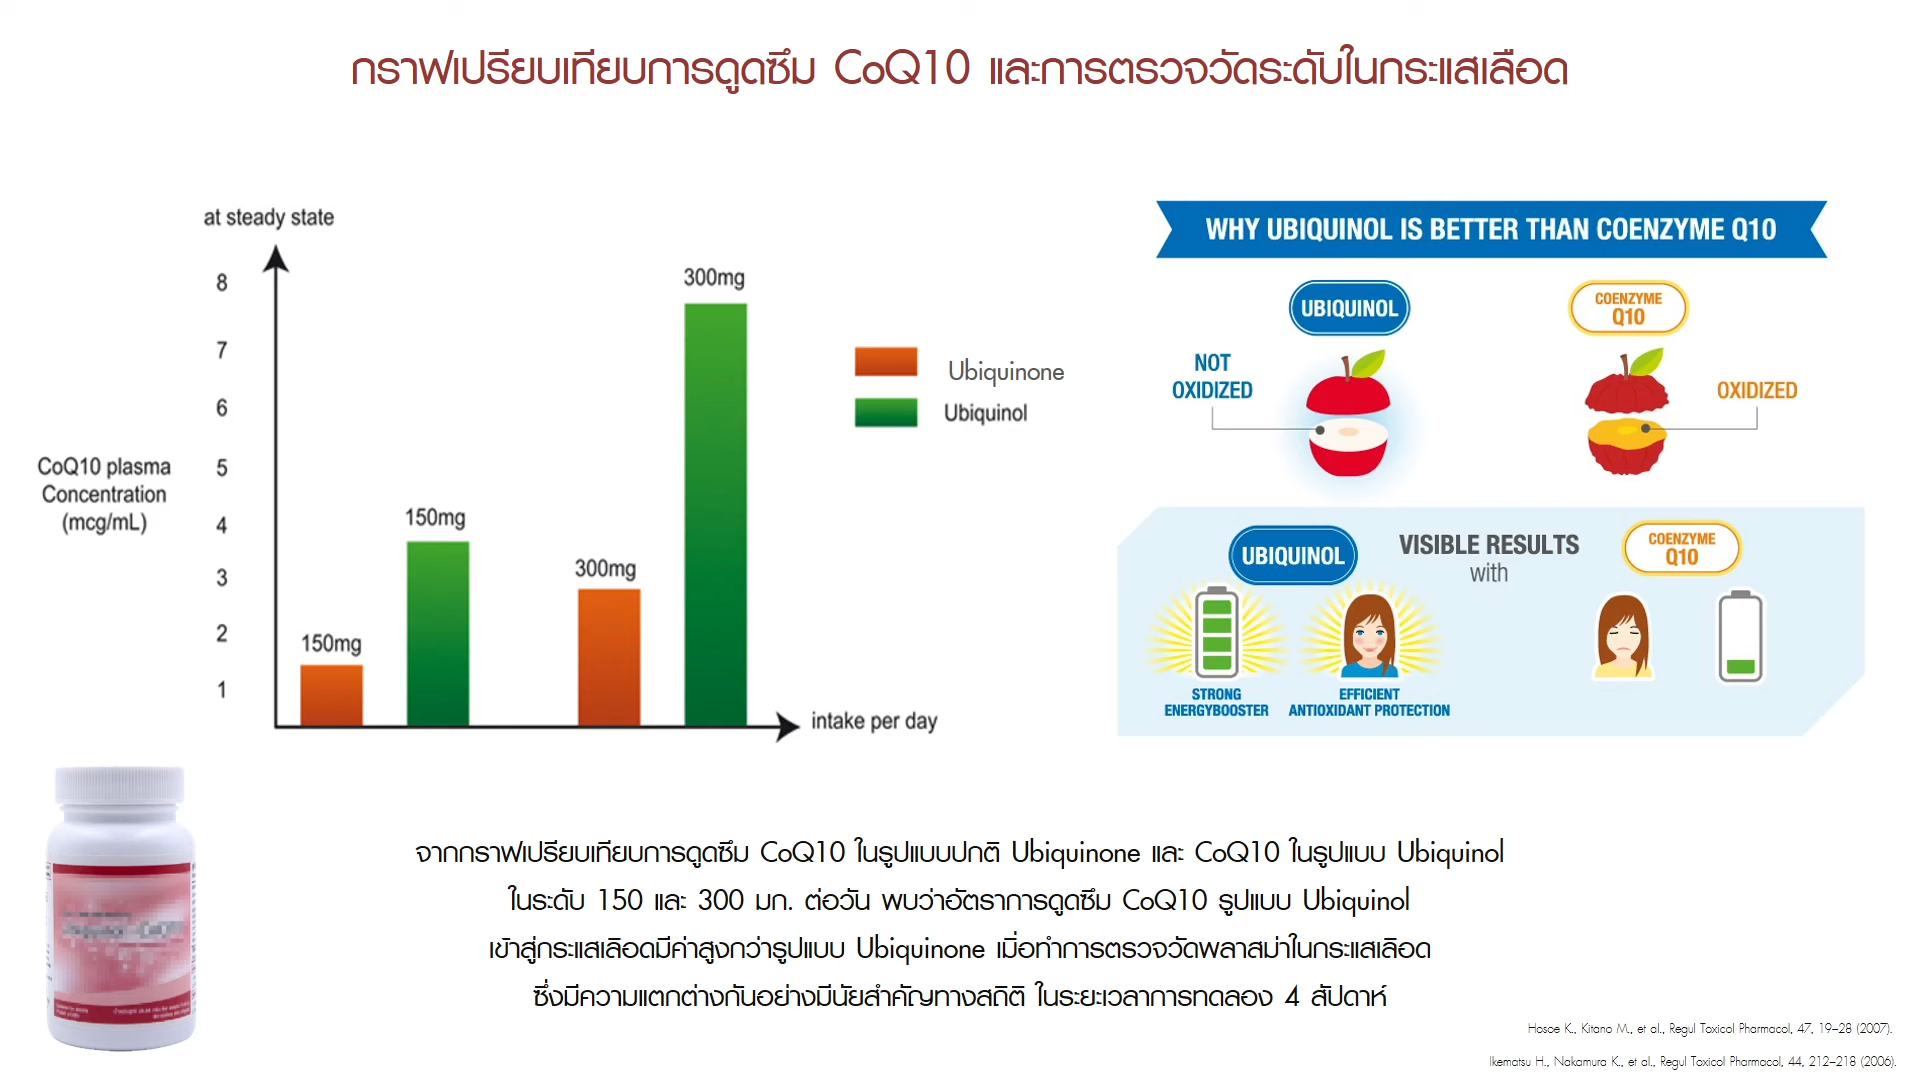 กราฟเปรียบเทียบการดูดซึม CoQ10 และการตรวจวัดระดับในกระแสเลือด
at steady state
8
7
6
5
4
3
2
1
CoQ10 plasma
Concentration
(mcg/mL)
150mg
150mg
300mg
300mg
intake per day
Ubiquinone
Ubiquinol
WHY UBIQUINOL IS BETTER THAN COENZYME Q10
UBIQUINOL
COENZYME
Q10
NOT
OXIDIZED
OXIDIZED
UBIQUINOL
VISIBLE RESULTS
with
COENZYME
Q10
STRONG
ENERGYBOOSTER
EFFICIENT
ANTIOXIDANT PROTECTION
จากกราฟเปรียบเทียบการดูดซึม CoQ10 ในรูปแบบปกติ Ubiquinone และ CoQ10 ในรูปแบบ Ubiquinol
ในระดับ 150 และ 300 มก. ต่อวัน พบว่าอัตราการดูดซึม CoQ10 รูปแบบ Ubiquinol
เข้าสู่กระแสเลือดมีค่าสูงกว่ารูปแบบ Ubiquinone เมื่อทำการตรวจวัดพลาสม่าในกระแสเลือด
ซึ่งมีความแตกต่างกันอย่างมีนัยสำคัญทางสถิติ ในระยะเวลาการทดลอง 4 สัปดาห์
Hosoe K., Kitano M., et al., Regul Toxicol Pharmacol, 47, 19–28 (2007).
Ikematsu H., Nakamura K., et al., Regul Toxicol Pharmacol, 44, 212–218 (2006).